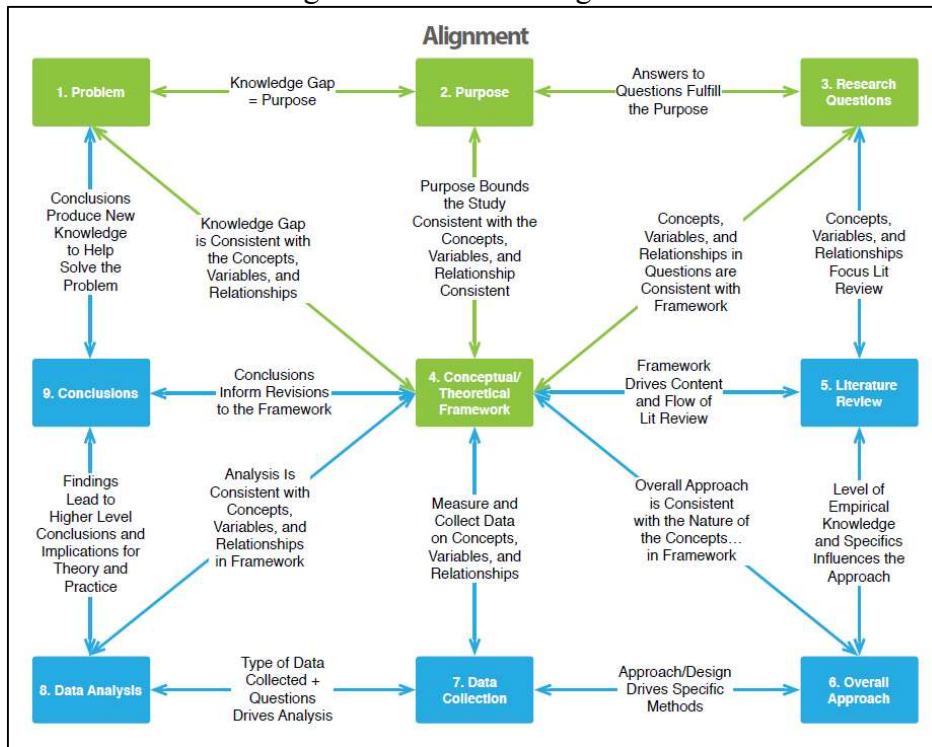 Alignment
1. Problem
Knowledge Gap
= Purpose
2. Purpose
Answers to
Questions Fulfill
the Purpose
3. Research
Questions
Conclusions
Produce New
Knowledge
to Help
Solve the
Problem
Knowledge Gap
is Consistent with
the Concepts,
Variables, and
Relationships
Purpose Bounds
the Study
Consistent with the
Concepts,
Variables, and
Relationship
Consistent
Concepts,
Variables, and
Relationships in
Questions are
Consistent with
Framework
Concepts,
Variables, and
Relationships
Focus Lit
Review
9. Conclusions
Conclusions
Inform Revisions
to the Framework
4. Conceptual/
Theoretical
Framework
Framework
Drives Content
and Flow of
Lit Review
5. Literature
Review
Findings
Lead to
Higher Level
Conclusions and
Implications for
Theory and
Practice
Analysis Is
Consistent with
Concepts,
Variables, and
Relationships
in Framework
Measure and
Collect Data
on Concepts,
Variables, and
Relationships
Overall Approach
is Consistent
with the Nature of
the Concepts...
in Framework
Level of
Empirical
Knowledge
and Specifics
Influences the
Approach
8. Data Analysis
Type of Data
Collected +
Questions
Drives Analysis
7. Data
Collection
Approach/Design
Drives Specific
Methods
6. Overall
Approach